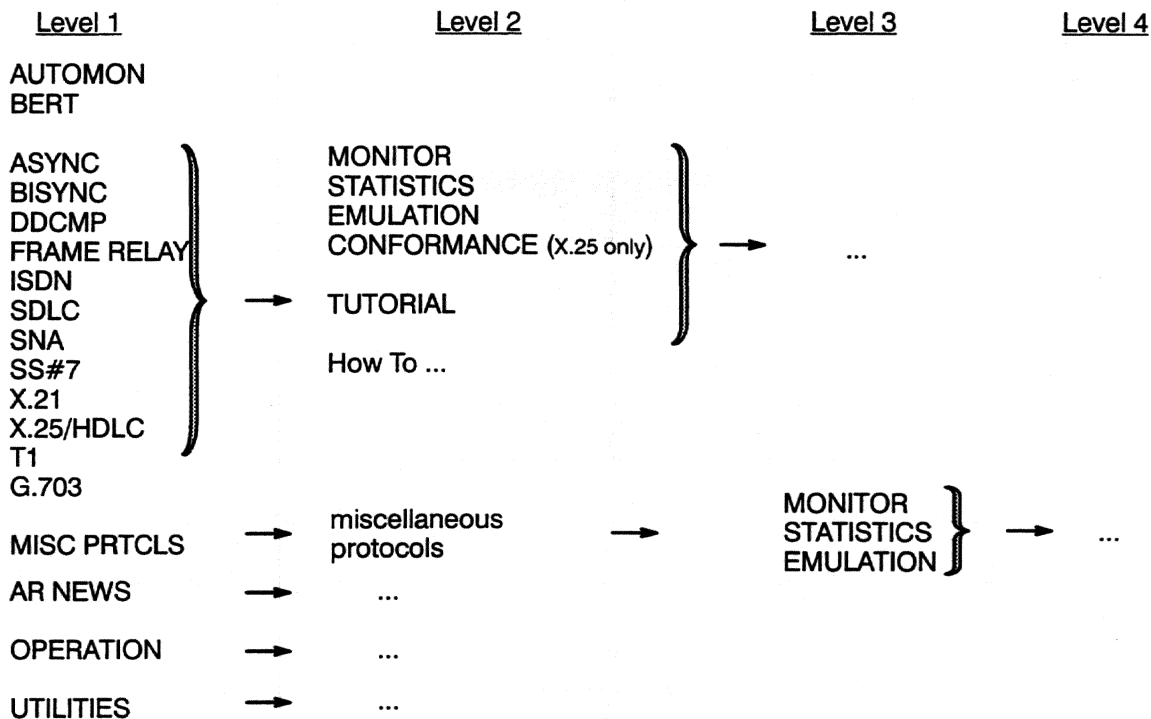 Level 1 Level 2 Level 3 Level 4
AUTOMON
BERT
ASYNC
BISYNC
DDCMP
FRAME RELAY
ISDN
SDLC
SNA
SS#7
X.21
X.25/HDLC
T1
G.703
MONITOR
STATISTICS
EMULATION
CONFORMANCE (X.25 only)
TUTORIAL
How To ...
...
MISC PRTCLS
miscellaneous
protocols
MONITOR
STATISTICS
EMULATION
...
AR NEWS ...
OPERATION ...
UTILITIES ...